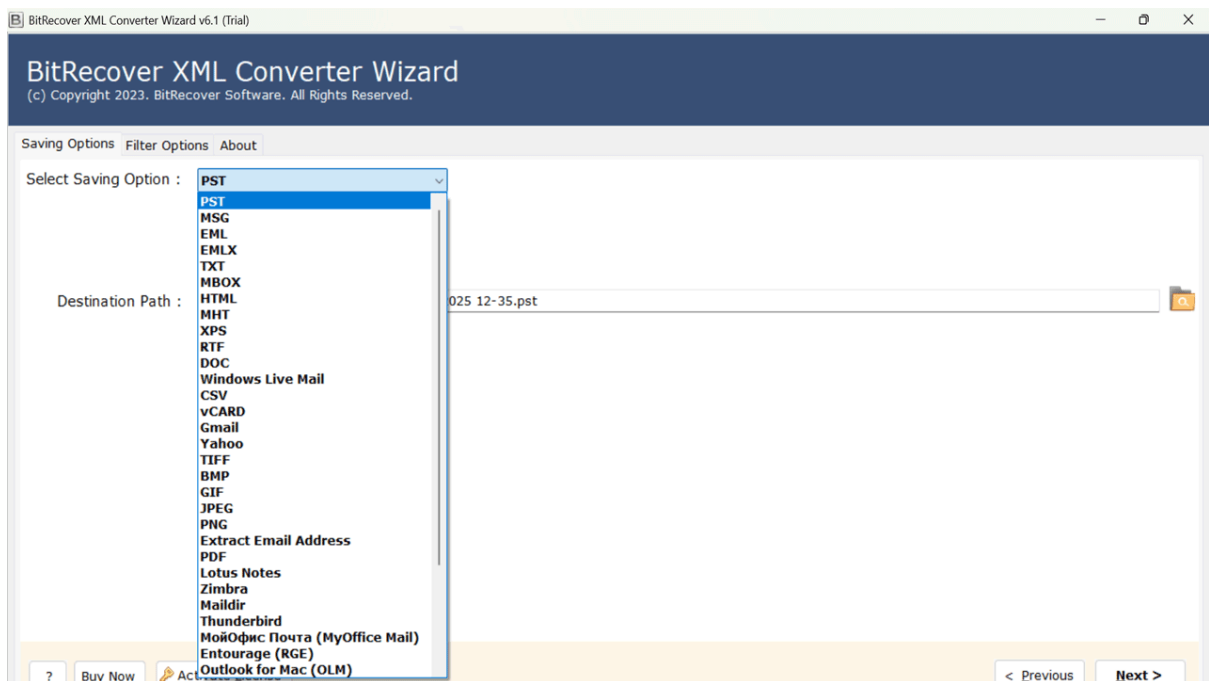 BitRecover XML Converter Wizard v6.1 (Trial)
BitRecover XML Converter Wizard
(c) Copyright 2023. BitRecover Software. All Rights Reserved.
Saving Options Filter Options About
Select Saving Option : PST
PST
MSG
EML
EMLX
TXT
MBOX
Destination Path : 025 12-35.pst
HTML
MHT
XPS
RTF
DOC
Windows Live Mail
CSV
vCARD
Gmail
Yahoo
TIFF
BMP
GIF
JPEG
PNG
Extract Email Address
PDF
Lotus Notes
Zimbra
Maildir
Thunderbird
МойОфис Почта (MyOffice Mail)
Entourage (RGE)
Outlook for Mac (OLM)
? Buy Now < Previous Next >